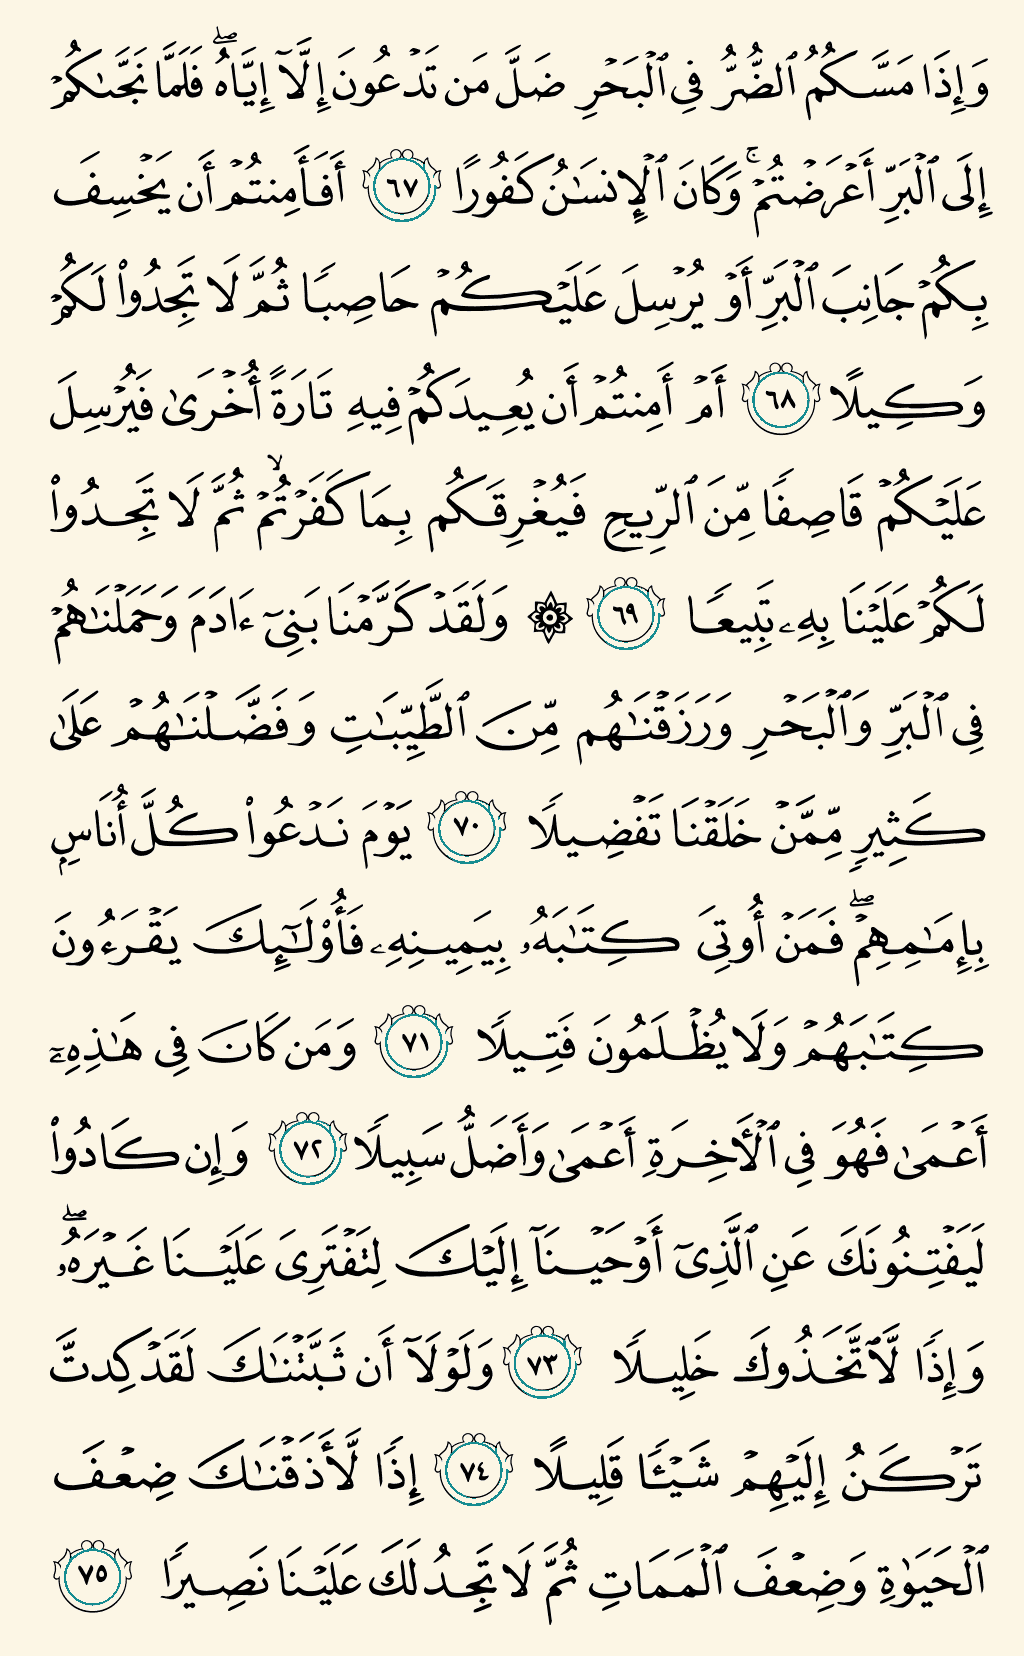 وَإِذَا مَسَّكُمُ ٱلضُّرُّ فِى ٱلْبَحْرِ ضَلَّ مَن تَدْعُونَ إِلَّآ إِيَّاهُ ۖ فَلَمَّا نَجَّىٰكُمْ
إِلَى ٱلْبَرِّ أَعْرَضْتُمْ ۚ وَكَانَ ٱلْإِنسَـٰنُ كَفُورًا ٦٧ أَفَأَمِنتُمْ أَن يَخْسِفَ
بِكُمْ جَانِبَ ٱلْبَرِّ أَوْ يُرْسِلَ عَلَيْكُمْ حَاصِبًا ثُمَّ لَا تَجِدُوا۟ لَكُمْ
وَكِيلًا ٦٨ أَمْ أَمِنتُمْ أَن يُعِيدَكُمْ فِيهِ تَارَةً أُخْرَىٰ فَيُرْسِلَ
عَلَيْكُمْ قَاصِفًا مِّنَ ٱلرِّيحِ فَيُغْرِقَكُم بِمَا كَفَرْتُمْ ۙ ثُمَّ لَا تَجِدُوا۟
لَكُمْ عَلَيْنَا بِهِۦ تَبِيعًا ٦٩ ۞ وَلَقَدْ كَرَّمْنَا بَنِىٓ ءَادَمَ وَحَمَلْنَـٰهُمْ
فِى ٱلْبَرِّ وَٱلْبَحْرِ وَرَزَقْنَـٰهُم مِّنَ ٱلطَّيِّبَـٰتِ وَفَضَّلْنَـٰهُمْ عَلَىٰ
كَثِيرٍ مِّمَّنْ خَلَقْنَا تَفْضِيلًا ٧٠ يَوْمَ نَدْعُوا۟ كُلَّ أُنَاسٍ
بِإِمَـٰمِهِمْ ۖ فَمَنْ أُوتِىَ كِتَـٰبَهُۥ بِيَمِينِهِۦ فَأُو۟لَـٰٓئِكَ يَقْرَءُونَ
كِتَـٰبَهُمْ وَلَا يُظْلَمُونَ فَتِيلًا ٧١ وَمَن كَانَ فِى هَـٰذِهِۦٓ
أَعْمَىٰ فَهُوَ فِى ٱلْـَٔاخِرَةِ أَعْمَىٰ وَأَضَلُّ سَبِيلًا ٧٢ وَإِن كَادُوا۟
لَيَفْتِنُونَكَ عَنِ ٱلَّذِىٓ أَوْحَيْنَآ إِلَيْكَ لِتَفْتَرِىَ عَلَيْنَا غَيْرَهُۥ ۖ
وَإِذًا لَّٱتَّخَذُوكَ خَلِيلًا ٧٣ وَلَوْلَآ أَن ثَبَّتْنَـٰكَ لَقَدْ كِدتَّ
تَرْكَنُ إِلَيْهِمْ شَيْـًٔا قَلِيلًا ٧٤ إِذًا لَّأَذَقْنَـٰكَ ضِعْفَ
ٱلْحَيَوٰةِ وَضِعْفَ ٱلْمَمَاتِ ثُمَّ لَا تَجِدُ لَكَ عَلَيْنَا نَصِيرًا ٧٥